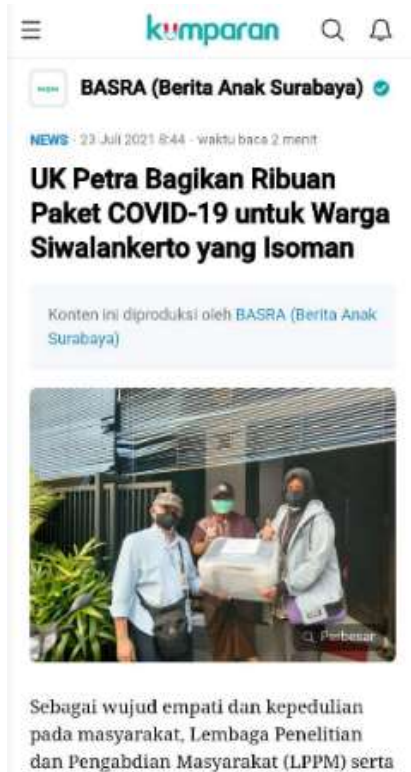 kumparan
BASRA (Berita Anak Surabaya)
NEWS · 23 Juli 2021 8:44 - waktu baca 2 menit
UK Petra Bagikan Ribuan
Paket COVID-19 untuk Warga
Siwalankerto yang Isoman
Konten ini diproduksi oleh BASRA (Berita Anak
Surabaya)
Perbesar
Sebagai wujud empati dan kepedulian
pada masyarakat, Lembaga Penelitian
dan Pengabdian Masyarakat (LPPM) serta